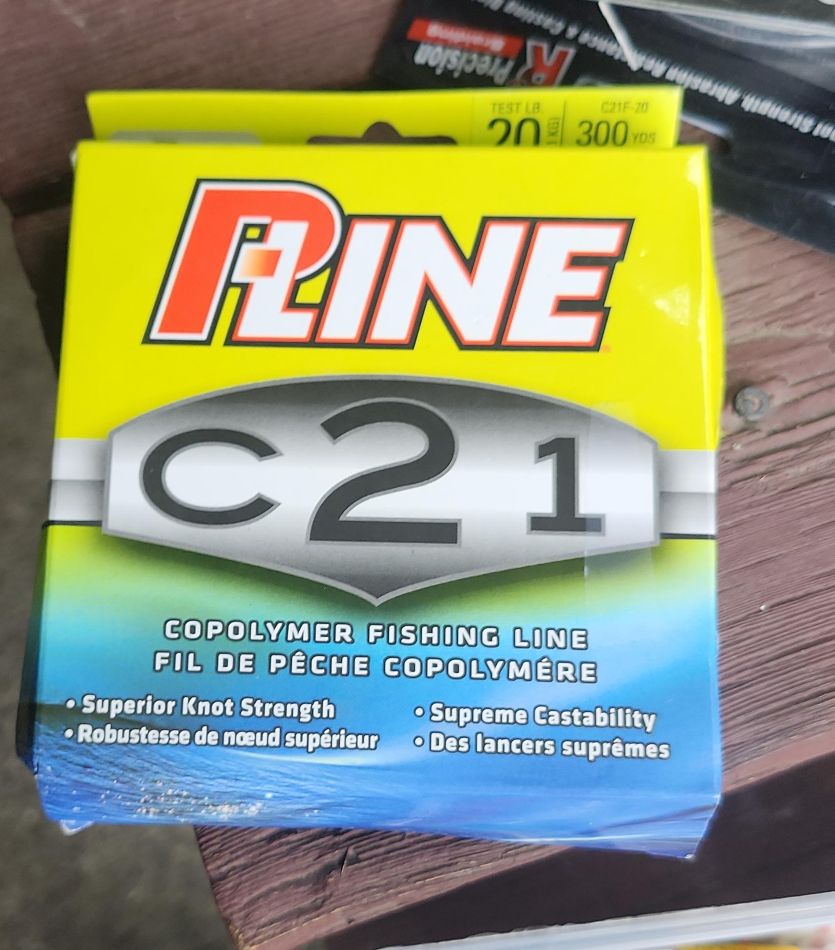 Braiding
Precision
TEST LB.
C21F-20
20
300 YDS
P-LINE
C21
COPOLYMER FISHING LINE
FIL DE PÊCHE COPOLYMÉRE
• Superior Knot Strength
• Robustesse de nœud supérieur
• Supreme Castability
• Des lancers suprêmes